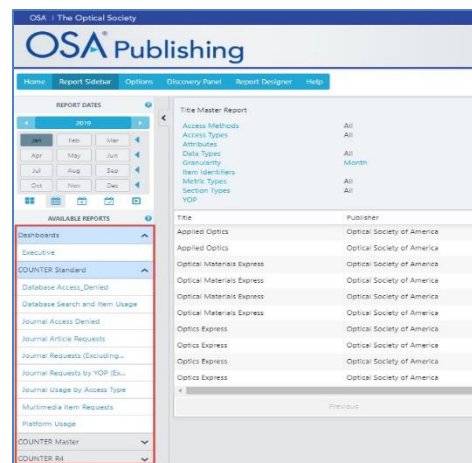 OSA | The Optical Society
OSA® Publishing
Home Report Sidebar Options Discovery Panel Report Designer Help
REPORT DATES
2019
Jan Feb Mar
Apr May Jun
Jul Aug Sep
Oct Nov Dec
AVAILABLE REPORTS
Dashboards
Executive
COUNTER Standard
Database Access_Denied
Database Search and Item Usage
Journal Access Denied
Journal Article Requests
Journal Requests (Excluding...
Journal Requests by YOP (Ex...
Journal Usage by Access Type
Multimedia Item Requests
Platform Usage
COUNTER Master
COUNTER R4
Title Master Report
Access Methods All
Access Types All
Attributes
Data Types All
Granularity Month
Item Identifiers
Metric Types All
Section Types All
YOP
Title Publisher
Applied Optics Optical Society of America
Applied Optics Optical Society of America
Optical Materials Express Optical Society of America
Optical Materials Express Optical Society of America
Optical Materials Express Optical Society of America
Optical Materials Express Optical Society of America
Optics Express Optical Society of America
Optics Express Optical Society of America
Optics Express Optical Society of America
Optics Express Optical Society of America
Previous